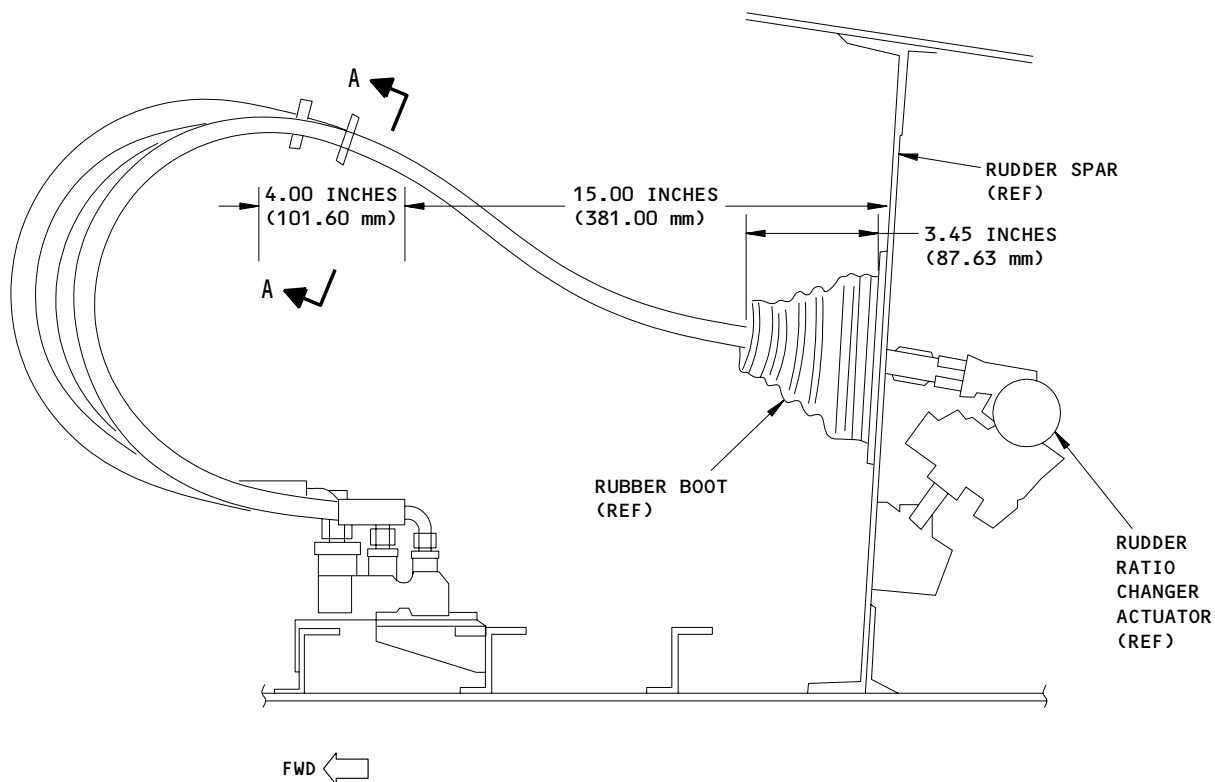 A
4.00 INCHES
(101.60 mm)
15.00 INCHES
(381.00 mm)
RUDDER SPAR
(REF)
3.45 INCHES
(87.63 mm)
A
RUBBER BOOT
(REF)
RUDDER
RATIO
CHANGER
ACTUATOR
(REF)
FWD